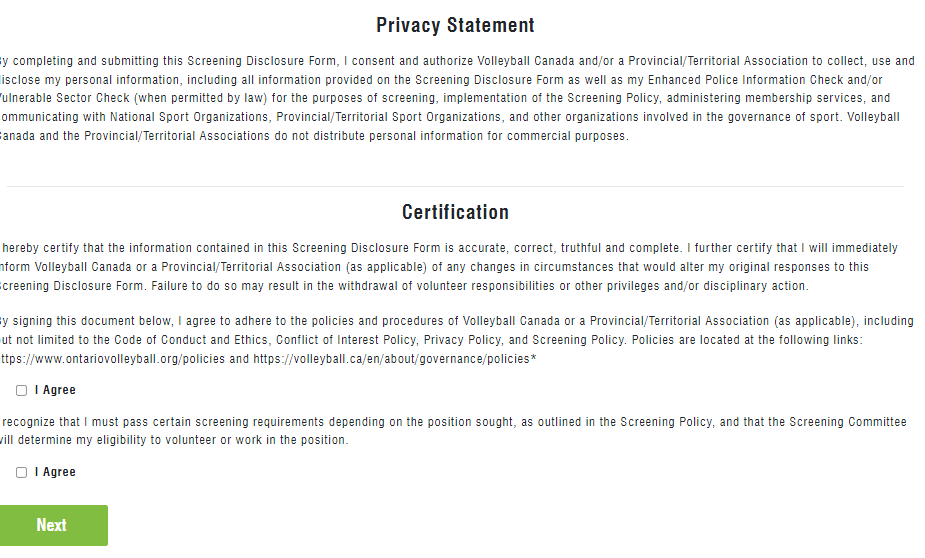 Privacy Statement
By completing and submitting this Screening Disclosure Form, I consent and authorize Volleyball Canada and/or a Provincial/Territorial Association to collect, use and
disclose my personal information, including all information provided on the Screening Disclosure Form as well as my Enhanced Police Information Check and/or
Vulnerable Sector Check (when permitted by law) for the purposes of screening, implementation of the Screening Policy, administering membership services, and
communicating with National Sport Organizations, Provincial/Territorial Sport Organizations, and other organizations involved in the governance of sport. Volleyball
Canada and the Provincial/Territorial Associations do not distribute personal information for commercial purposes.
Certification
hereby certify that the information contained in this Screening Disclosure Form is accurate, correct, truthful and complete. I further certify that I will immediately
inform Volleyball Canada or a Provincial/Territorial Association (as applicable) of any changes in circumstances that would alter my original responses to this
Screening Disclosure Form. Failure to do so may result in the withdrawal of volunteer responsibilities or other privileges and/or disciplinary action.
By signing this document below, I agree to adhere to the policies and procedures of Volleyball Canada or a Provincial/Territorial Association (as applicable), including
but not limited to the Code of Conduct and Ethics, Conflict of Interest Policy, Privacy Policy, and Screening Policy. Policies are located at the following links:
https://www.ontariovolleyball.org/policies and https://volleyball.ca/en/about/governance/policies*
I Agree
recognize that I must pass certain screening requirements depending on the position sought, as outlined in the Screening Policy, and that the Screening Committee
will determine my eligibility to volunteer or work in the position.
I Agree
Next